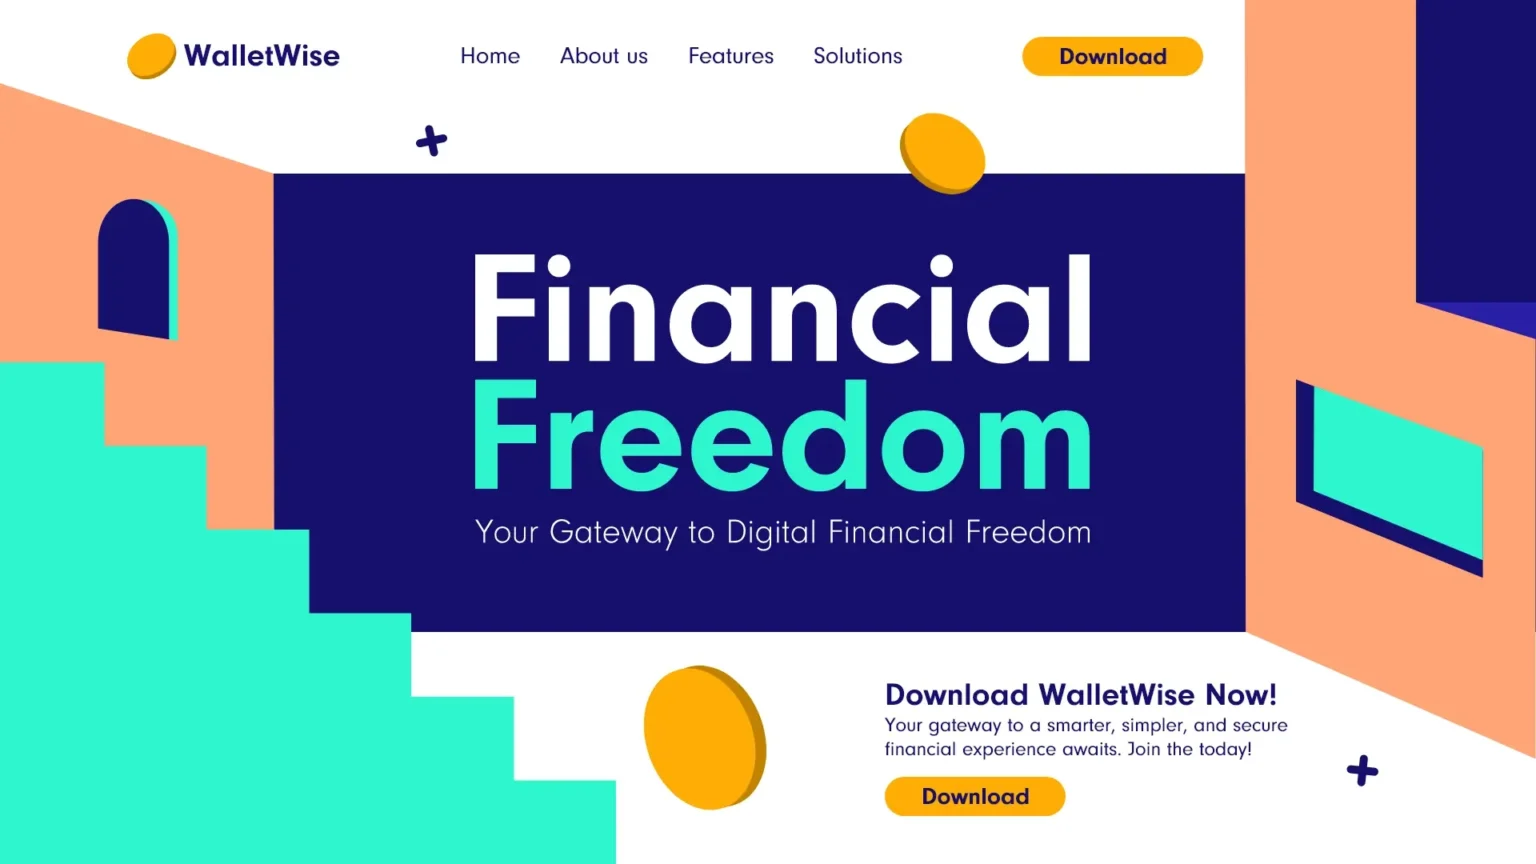 WalletWise
Home About us Features Solutions
Download
Financial
Freedom
Your Gateway to Digital Financial Freedom
Download WalletWise Now!
Your gateway to a smarter, simpler, and secure
financial experience awaits. Join the today!
Download